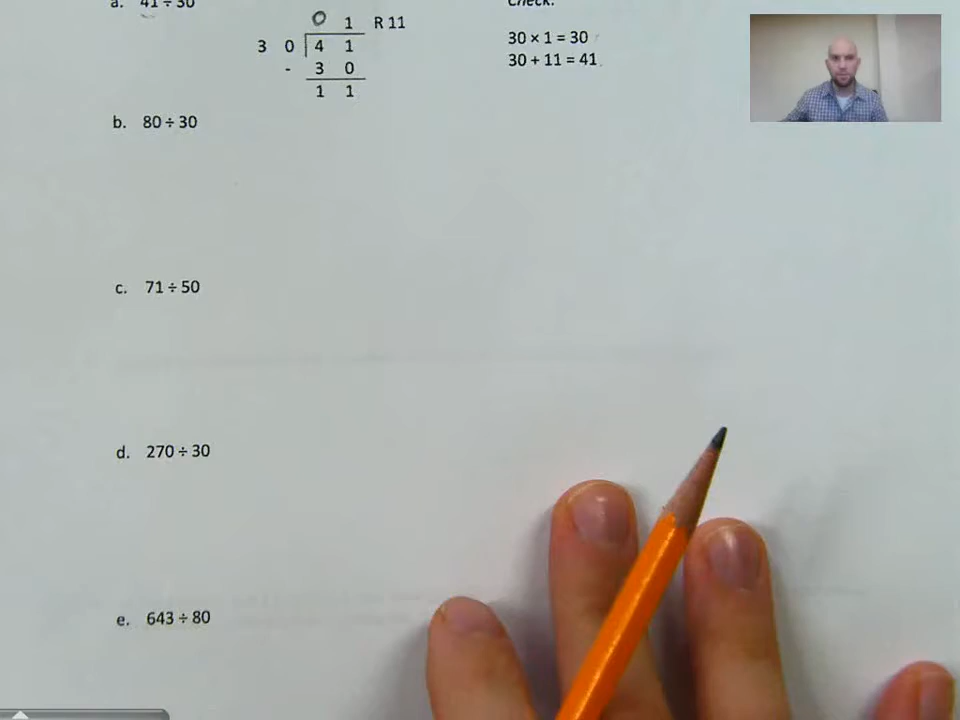 a. 41 ÷ 30
0 1 R 11
3 0 4 1
- 3 0
1 1
Check:
30 × 1 = 30
30 + 11 = 41
b. 80 ÷ 30
c. 71 ÷ 50
d. 270 ÷ 30
e. 643 ÷ 80